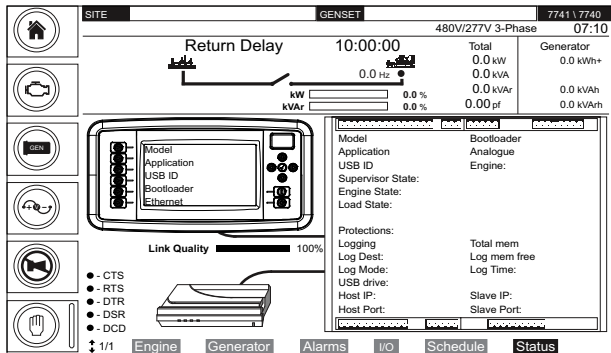 SITE GENSET 7741 \ 7740
480V/277V 3-Phase 07:10
Return Delay 10:00:00 Total Generator
0.0 kW 0.0 kWh+
0.0 Hz 0.0 kVA
kW 0.0 % 0.0 kVAr 0.0 kVAh
kVAr 0.0 % 0.00 pf 0.0 kVArh
GEN
Model
Application
USB ID
Bootloader
Ethernet
Link Quality 100%
- CTS
- RTS
- DTR
- DSR
- DCD
Model Bootloader
Application Analogue
USB ID Engine:
Supervisor State:
Engine State:
Load State:
Protections:
Logging Total mem
Log Dest: Log mem free
Log Mode: Log Time:
USB drive:
Host IP: Slave IP:
Host Port: Slave Port:
1/1 Engine Generator Alarms I/O Schedule Status